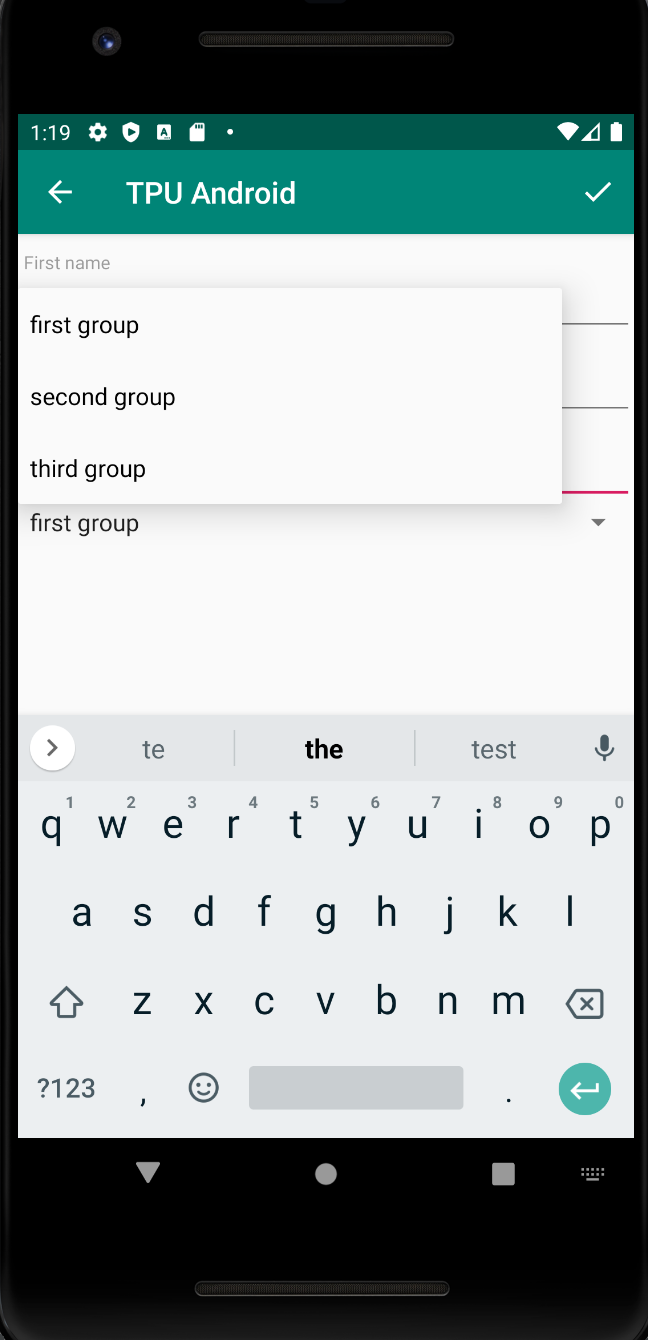 1:19
TPU Android
First name
first group
second group
third group
first group
te the test
1 2 3 4 5 6 7 8 9 0
q w e r t y u i o p
a s d f g h j k l
z x c v b n m
?123 , .